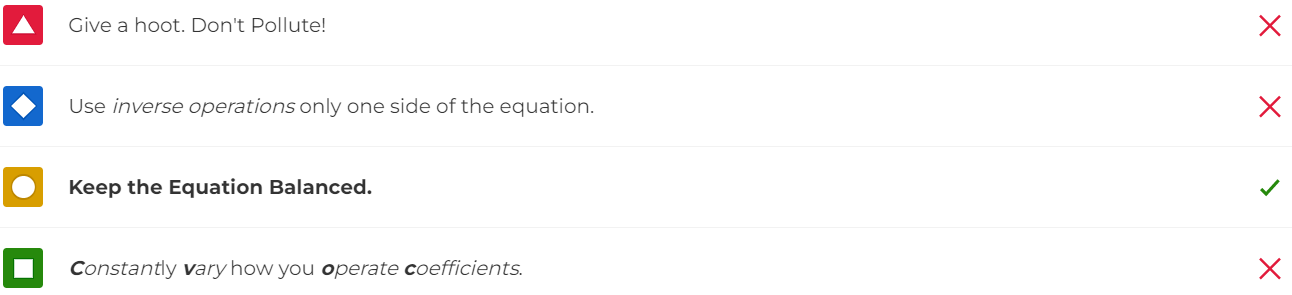 Give a hoot. Don't Pollute!
Use inverse operations only one side of the equation.
Keep the Equation Balanced.
Constantly vary how you operate coefficients.